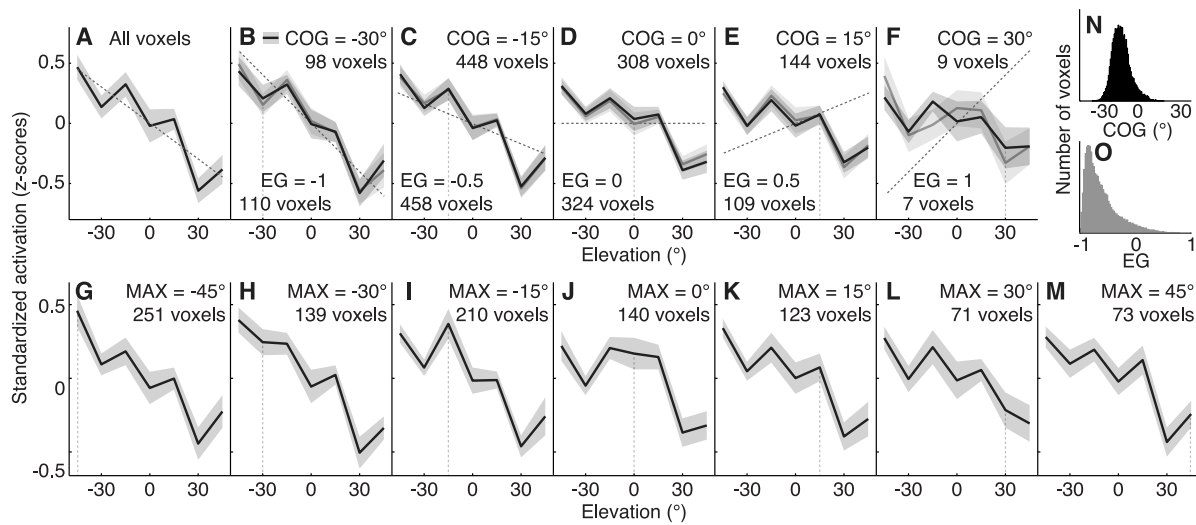 A All voxels
B COG = -30°
98 voxels
EG = -1
110 voxels
C COG = -15°
448 voxels
EG = -0.5
458 voxels
D COG = 0°
308 voxels
EG = 0
324 voxels
E COG = 15°
144 voxels
EG = 0.5
109 voxels
F COG = 30°
9 voxels
EG = 1
7 voxels
0.5
0
-0.5
-30 0 30
-30 0 30
-30 0 30
-30 0 30
-30 0 30
-30 0 30
Elevation (°)
Standardized activation (z-scores)
N
-30 0 30
COG (°)
O
-1 0 1
EG
Number of voxels
G MAX = -45°
251 voxels
H MAX = -30°
139 voxels
I MAX = -15°
210 voxels
J MAX = 0°
140 voxels
K MAX = 15°
123 voxels
L MAX = 30°
71 voxels
M MAX = 45°
73 voxels
0.5
0
-0.5
-30 0 30
-30 0 30
-30 0 30
-30 0 30
-30 0 30
-30 0 30
-30 0 30
Elevation (°)